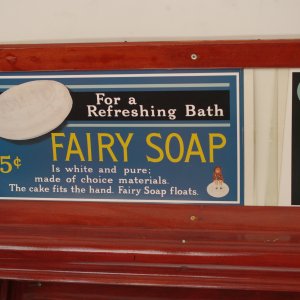 For a
Refreshing Bath
FAIRY SOAP
5¢
Is white and pure;
made of choice materials.
The cake fits the hand. Fairy Soap floats.